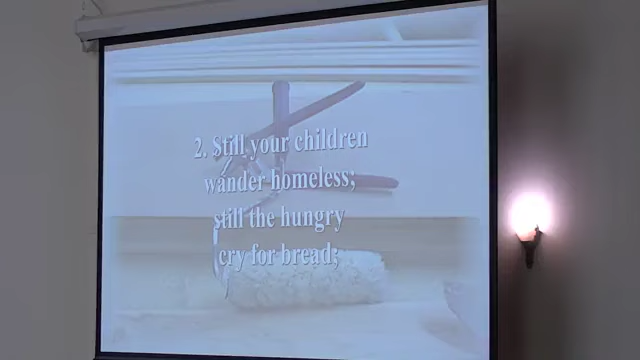 2. Still your children
wander homeless;
still the hungry
cry for bread;